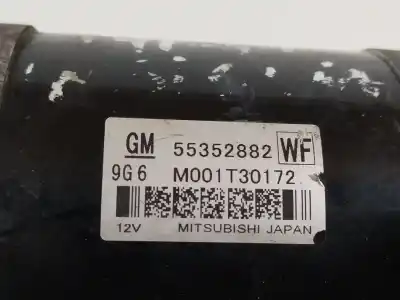 GM 55352882 WF
9G6 M001T30172
12V MITSUBISHI JAPAN